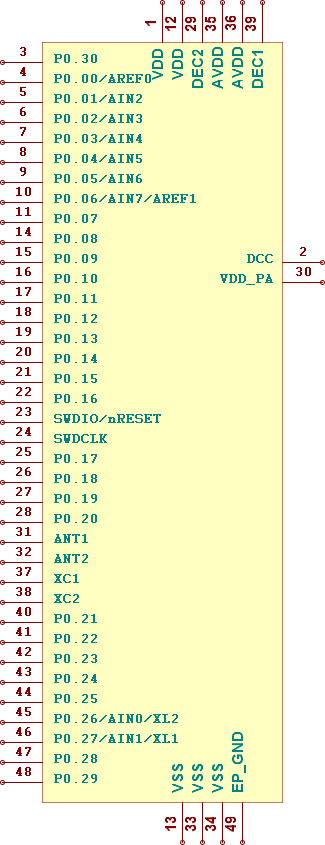 1 12 29 35 36 39
VDD VDD DEC2 AVDD AVDD DEC1
3 P0.30
4 P0.00/AREF0
5 P0.01/AIN2
6 P0.02/AIN3
7 P0.03/AIN4
8 P0.04/AIN5
9 P0.05/AIN6
10 P0.06/AIN7/AREF1
11 P0.07
14 P0.08
15 P0.09
16 P0.10
17 P0.11
18 P0.12
19 P0.13
20 P0.14
21 P0.15
22 P0.16
23 SWDIO/nRESET
24 SWDCLK
25 P0.17
26 P0.18
27 P0.19
28 P0.20
31 ANT1
32 ANT2
37 XC1
38 XC2
40 P0.21
41 P0.22
42 P0.23
43 P0.24
44 P0.25
45 P0.26/AIN0/XL2
46 P0.27/AIN1/XL1
47 P0.28
48 P0.29
DCC 2
VDD_PA 30
VSS VSS VSS EP_GND
13 33 34 49